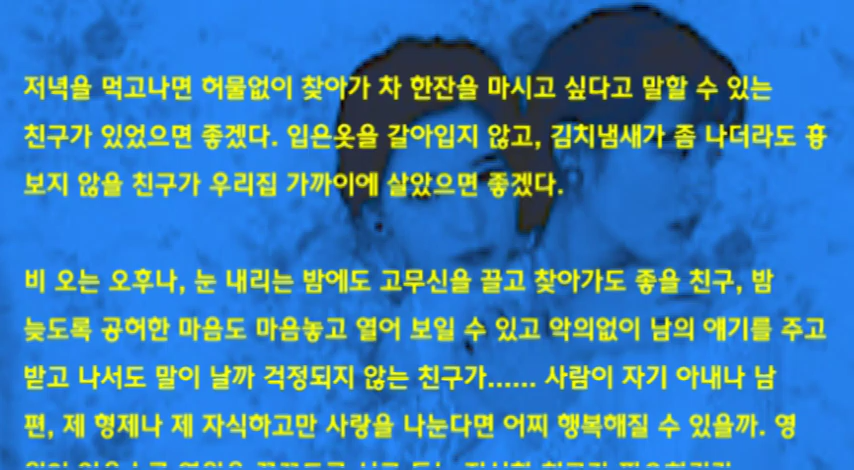 저녁을 먹고나면 허물없이 찾아가 차 한잔을 마시고 싶다고 말할 수 있는
친구가 있었으면 좋겠다. 입은옷을 갈아입지 않고, 김치냄새가 좀 나더라도 흉
보지 않을 친구가 우리집 가까이에 살았으면 좋겠다.
비 오는 오후나, 눈 내리는 밤에도 고무신을 끌고 찾아가도 좋을 친구, 밤
늦도록 공허한 마음도 마음놓고 열어 보일 수 있고 악의없이 남의 얘기를 주고
받고 나서도 말이 날까 걱정되지 않는 친구가...... 사람이 자기 아내나 남
편, 제 형제나 제 자식하고만 사랑을 나눈다면 어찌 행복해질 수 있을까. 영